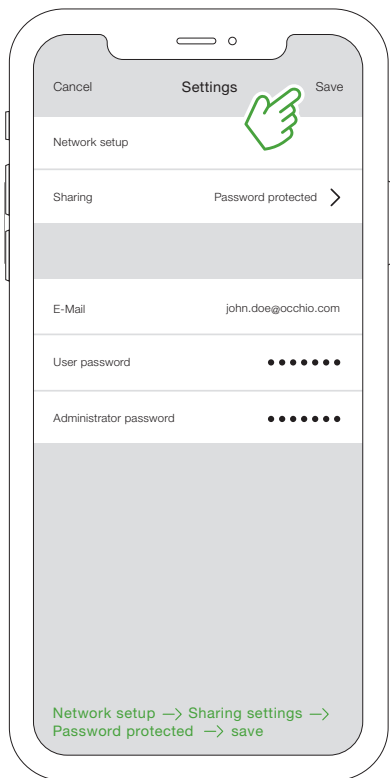 Cancel Settings Save
Network setup
Sharing Password protected
E-Mail john.doe@occhio.com
User password •••••••
Administrator password •••••••
Network setup —> Sharing settings —>
Password protected —> save